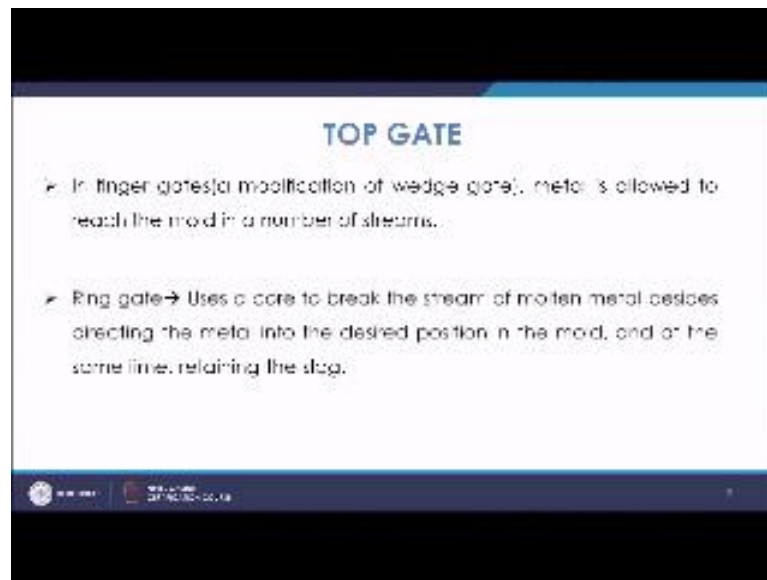 TOP GATE
➢ In finger gates(a modification of wedge gate), metal is allowed to
reach the mold in a number of streams.
➢ Ring gate→ Uses a core to break the stream of molten metal besides
directing the metal into the desired position in the mold, and at the
same time, retaining the slag.